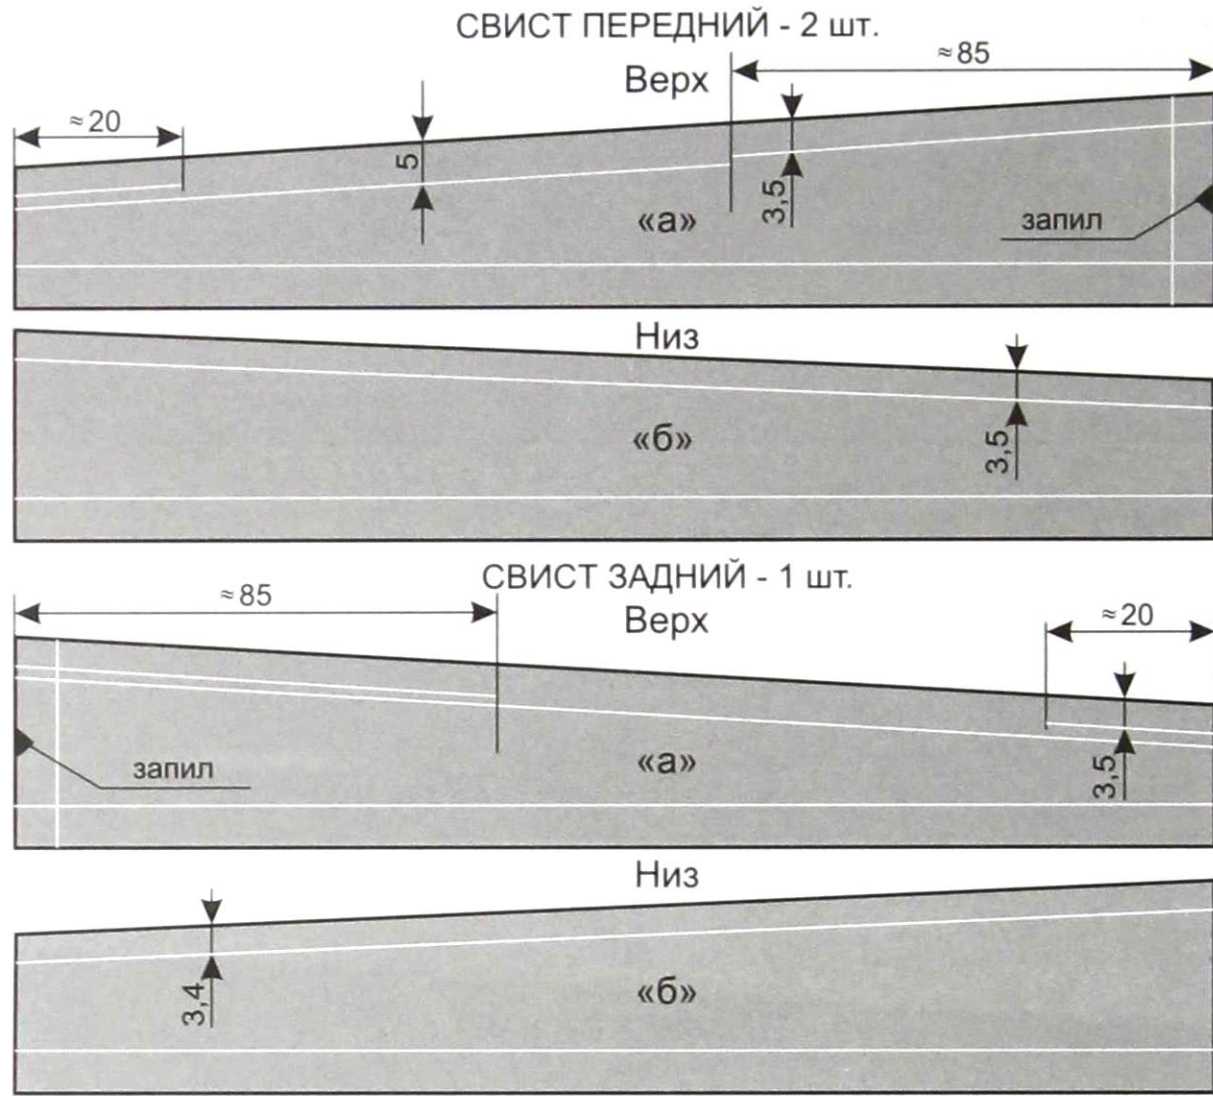 СВИСТ ПЕРЕДНИЙ - 2 шт.
Верх
≈85
≈20
5
3,5
«а»
запил
Низ
«б»
3,5
СВИСТ ЗАДНИЙ - 1 шт.
≈85
Верх
≈20
«а»
запил
3,5
Низ
3,4
«б»